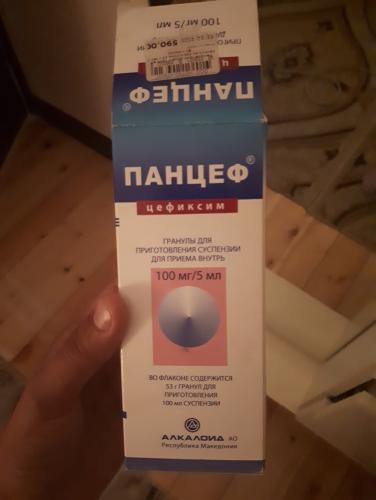 100 мг/5 мл
590.00
ПАНЦЕФ®
ПАНЦЕФ®
цефиксим
ГРАНУЛЫ ДЛЯ
ПРИГОТОВЛЕНИЯ СУСПЕНЗИИ
ДЛЯ ПРИЕМА ВНУТРЬ
100 мг/5 мл
ВО ФЛАКОНЕ СОДЕРЖИТСЯ
53 г ГРАНУЛ ДЛЯ
ПРИГОТОВЛЕНИЯ
100 мл СУСПЕНЗИИ
АЛКАЛОИД АО
Республика Македония